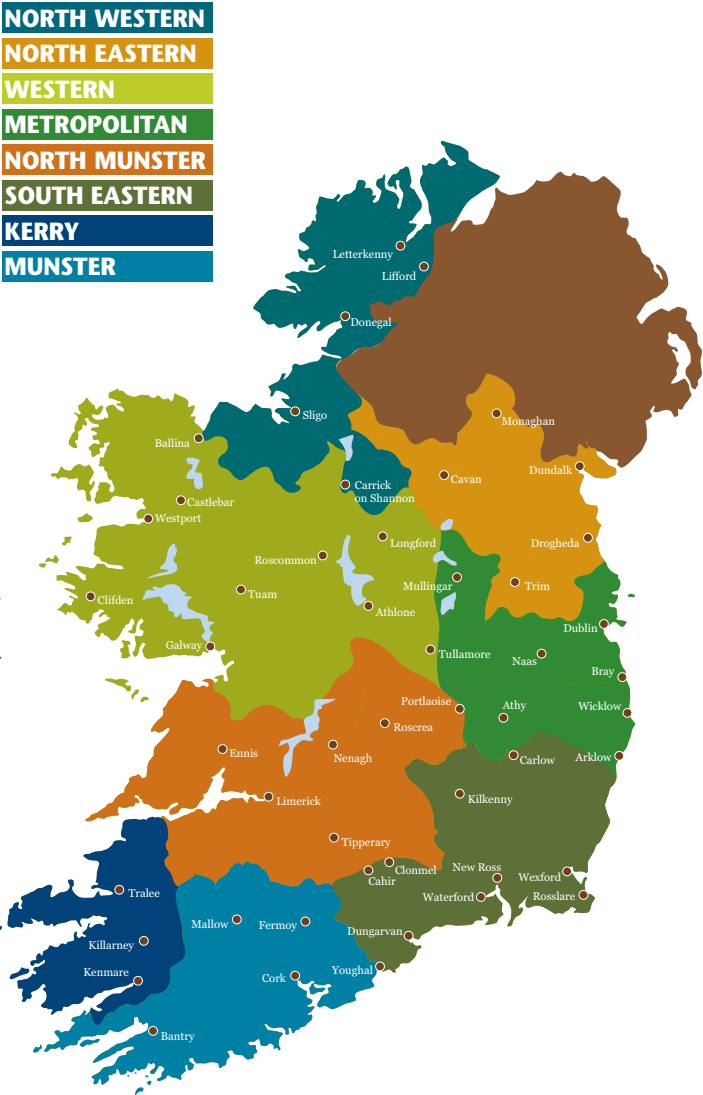 NORTH WESTERN
NORTH EASTERN
WESTERN
METROPOLITAN
NORTH MUNSTER
SOUTH EASTERN
KERRY
MUNSTER
Letterkenny
Lifford
Donegal
Sligo
Monaghan
Ballina
Dundalk
Cavan
Carrick
on Shannon
Castlebar
Westport
Longford
Drogheda
Roscommon
Mullingar
Trim
Tuam
Clifden
Athlone
Dublin
Galway
Tullamore
Naas
Bray
Portlaoise
Athy
Wicklow
Roscrea
Ennis
Nenagh
Carlow
Arklow
Limerick
Kilkenny
Tipperary
Clonmel
New Ross
Cahir
Wexford
Tralee
Waterford
Rosslare
Mallow
Fermoy
Dungarvan
Killarney
Kenmare
Youghal
Cork
Bantry